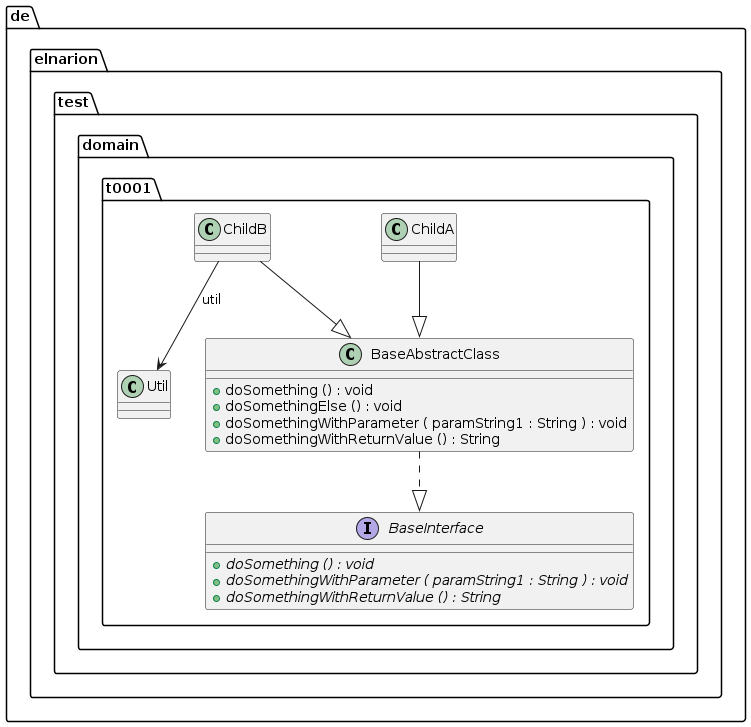 de
elnarion
test
domain
t0001
C ChildB
C ChildA
util
C BaseAbstractClass
C Util
doSomething () : void
doSomethingElse () : void
doSomethingWithParameter ( paramString1 : String ) : void
doSomethingWithReturnValue () : String
I BaseInterface
doSomething () : void
doSomethingWithParameter ( paramString1 : String ) : void
doSomethingWithReturnValue () : String